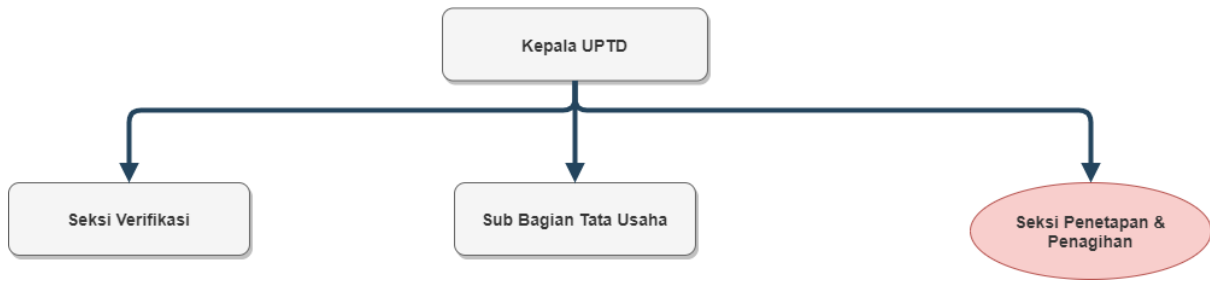 Kepala UPTD
Seksi Verifikasi
Sub Bagian Tata Usaha
Seksi Penetapan &
Penagihan